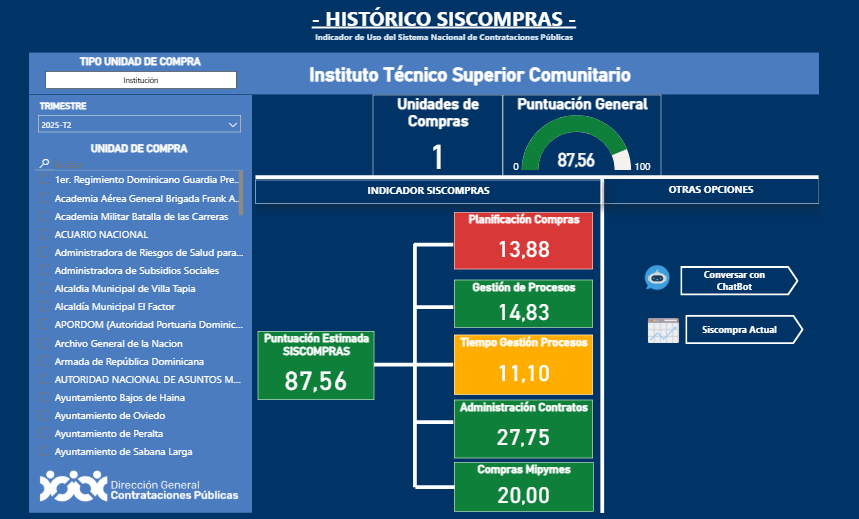 - HISTÓRICO SISCOMPRAS -
Indicador de Uso del Sistema Nacional de Contrataciones Públicas
TIPO UNIDAD DE COMPRA
Institución
Instituto Técnico Superior Comunitario
TRIMESTRE
2025-T2
UNIDAD DE COMPRA
1er. Regimiento Dominicano Guardia Pre...
Academia Aérea General Brigada Frank A...
Academia Militar Batalla de las Carreras
ACUARIO NACIONAL
Administradora de Riesgos de Salud para...
Administradora de Subsidios Sociales
Alcaldia Municipal de Villa Tapia
Alcaldía Municipal El Factor
APORDOM (Autoridad Portuaria Dominic...
Archivo General de la Nacion
Armada de República Dominicana
AUTORIDAD NACIONAL DE ASUNTOS M...
Ayuntamiento Bajos de Haina
Ayuntamiento de Oviedo
Ayuntamiento de Peralta
Ayuntamiento de Sabana Larga
Dirección General
Contrataciones Públicas
Unidades de
Compras
1
Puntuación General
0
87,56
100
INDICADOR SISCOMPRAS
Puntuación Estimada
SISCOMPRAS
87,56
Planificación Compras
13,88
Gestión de Procesos
14,83
Tiempo Gestión Procesos
11,10
Administración Contratos
27,75
Compras Mipymes
20,00
OTRAS OPCIONES
Conversar con
ChatBot
Siscompra Actual